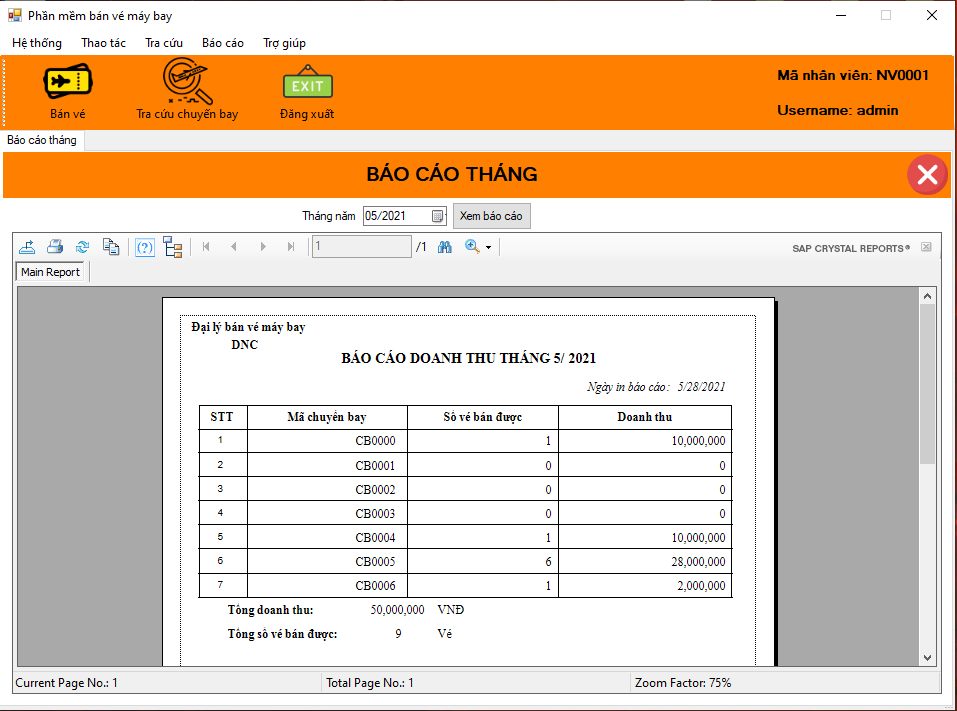 Phần mềm bán vé máy bay
Hệ thống Thao tác Tra cứu Báo cáo Trợ giúp
EXIT
Bán vé Tra cứu chuyến bay Đăng xuất
Mã nhân viên: NV0001
Username: admin
Báo cáo tháng
BÁO CÁO THÁNG
Tháng năm 05/2021 Xem báo cáo
1 /1 SAP CRYSTAL REPORTS®
Main Report
Đại lý bán vé máy bay
DNC
BÁO CÁO DOANH THU THÁNG 5/ 2021
Ngày in báo cáo: 5/28/2021
STT Mã chuyến bay Số vé bán được Doanh thu
1 CB0000 1 10,000,000
2 CB0001 0 0
3 CB0002 0 0
4 CB0003 0 0
5 CB0004 1 10,000,000
6 CB0005 6 28,000,000
7 CB0006 1 2,000,000
Tổng doanh thu: 50,000,000 VNĐ
Tổng số vé bán được: 9 Vé
Current Page No.: 1 Total Page No.: 1 Zoom Factor: 75%